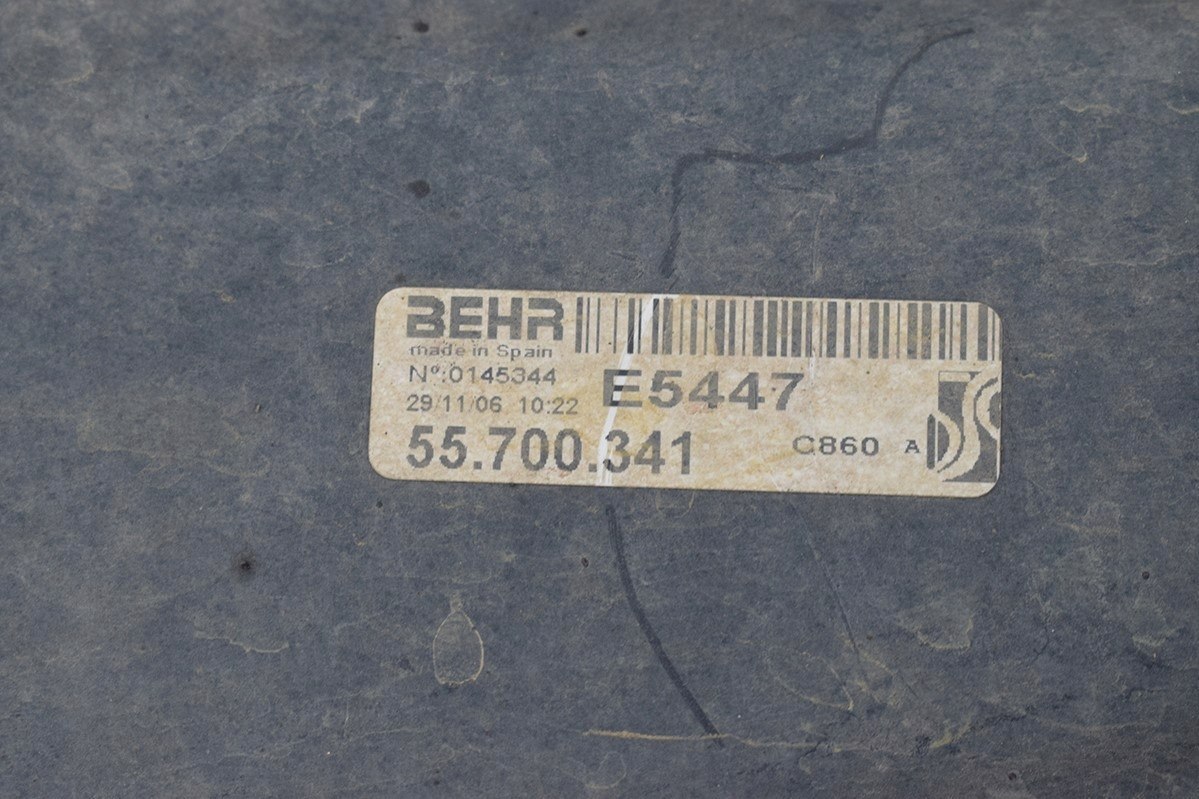 BEHR
made in Spain
Nº:0145344
29/11/06 10:22 E5447
55.700.341 C860 A